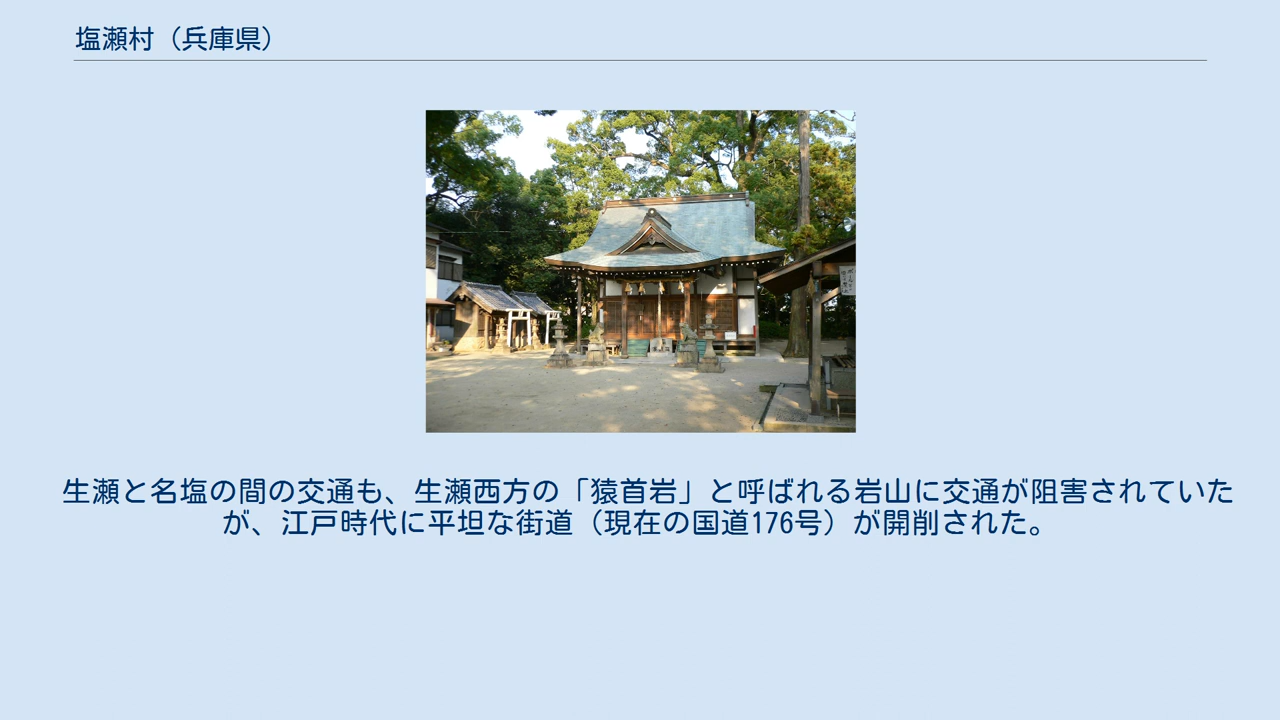 塩瀬村（兵庫県）
生瀬と名塩の間の交通も、生瀬西方の「猿首岩」と呼ばれる岩山に交通が阻害されていた
が、江戸時代に平坦な街道（現在の国道176号）が開削された。